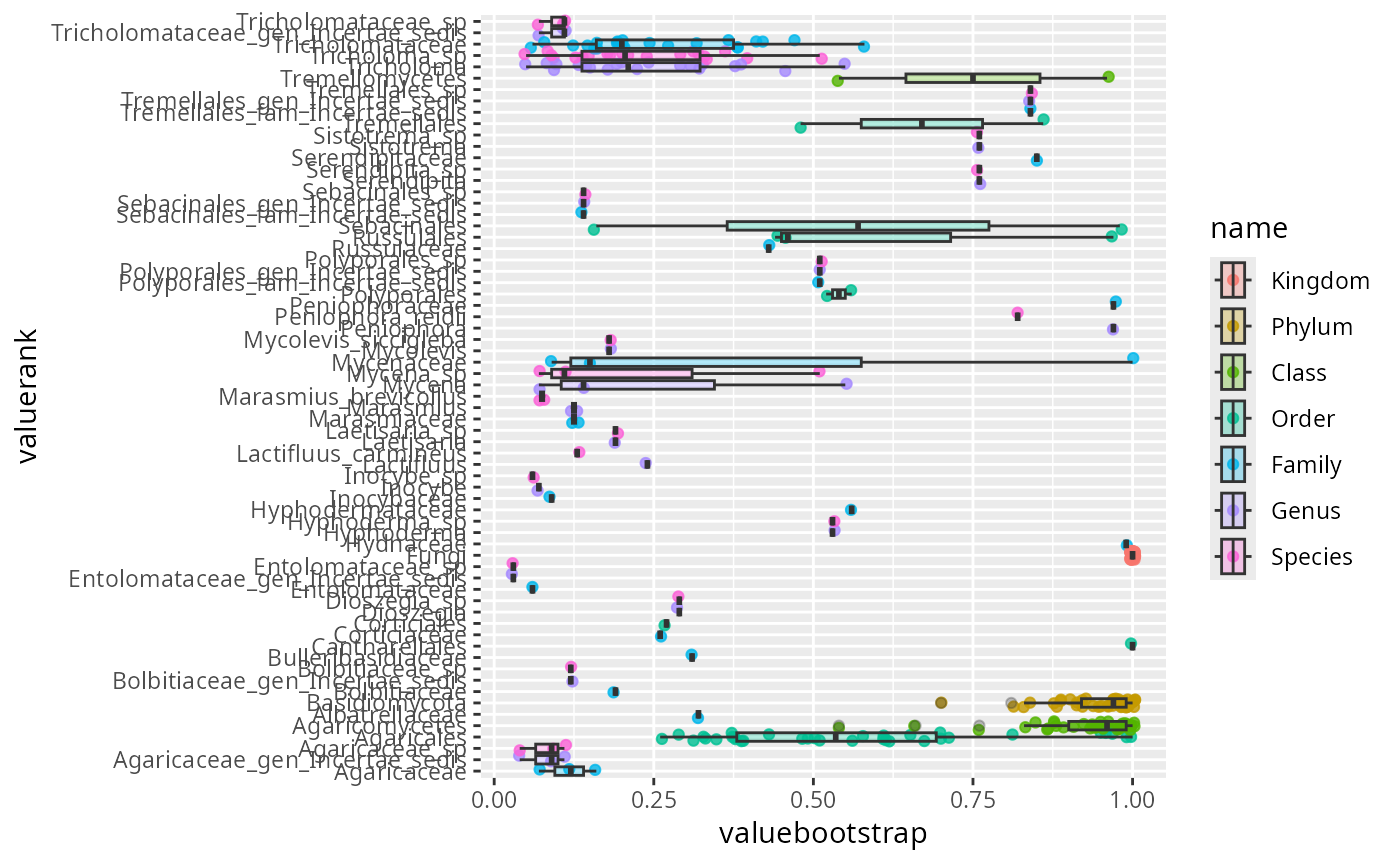 Tricholomataceae_sp
Tricholomataceae_gen_Incertae_sedis
Tricholomataceae
Tricholoma_sp
Tricholoma
Tremellomycetes
Tremellales_sp
Tremellales_gen_Incertae_sedis
Tremellales_fam_Incertae_sedis
Tremellales
Sistotrema_sp
Sistotrema
Serendipitaceae
Serendipita_sp
Serendipita
Sebacinales_sp
Sebacinales_gen_Incertae_sedis
Sebacinales_fam_Incertae_sedis
Sebacinales
Russulales
Russulaceae
Polyporales_sp
Polyporales_gen_Incertae_sedis
Polyporales_fam_Incertae_sedis
Polyporales
Peniophoraceae
Peniophora_reidii
Peniophora
Mycolevis_siccigleba
Mycolevis
Mycenaceae
Mycena_sp
Mycena
Marasmius_brevicollus
Marasmius
Marasmiaceae
Laetisaria_sp
Laetisaria
Lactifluus_carmineus
Lactifluus
Inocybe_sp
Inocybe
Inocybaceae
Hyphodermataceae
Hyphoderma_sp
Hyphoderma
Hydnaceae
Fungi
Entolomataceae_sp
Entolomataceae_gen_Incertae_sedis
Entolomataceae
Dioszegia_sp
Dioszegia
Corticiales
Corticiaceae
Cantharellales
Bulleribasidiaceae
Bolbitiaceae_sp
Bolbitiaceae_gen_Incertae_sedis
Bolbitiaceae
Basidiomycota
Albatrellaceae
Agaricomycetes
Agaricales
Agaricaceae_sp
Agaricaceae_gen_Incertae_sedis
Agaricaceae
valuerank
0.00 0.25 0.50 0.75 1.00
valuebootstrap
name
Kingdom
Phylum
Class
Order
Family
Genus
Species